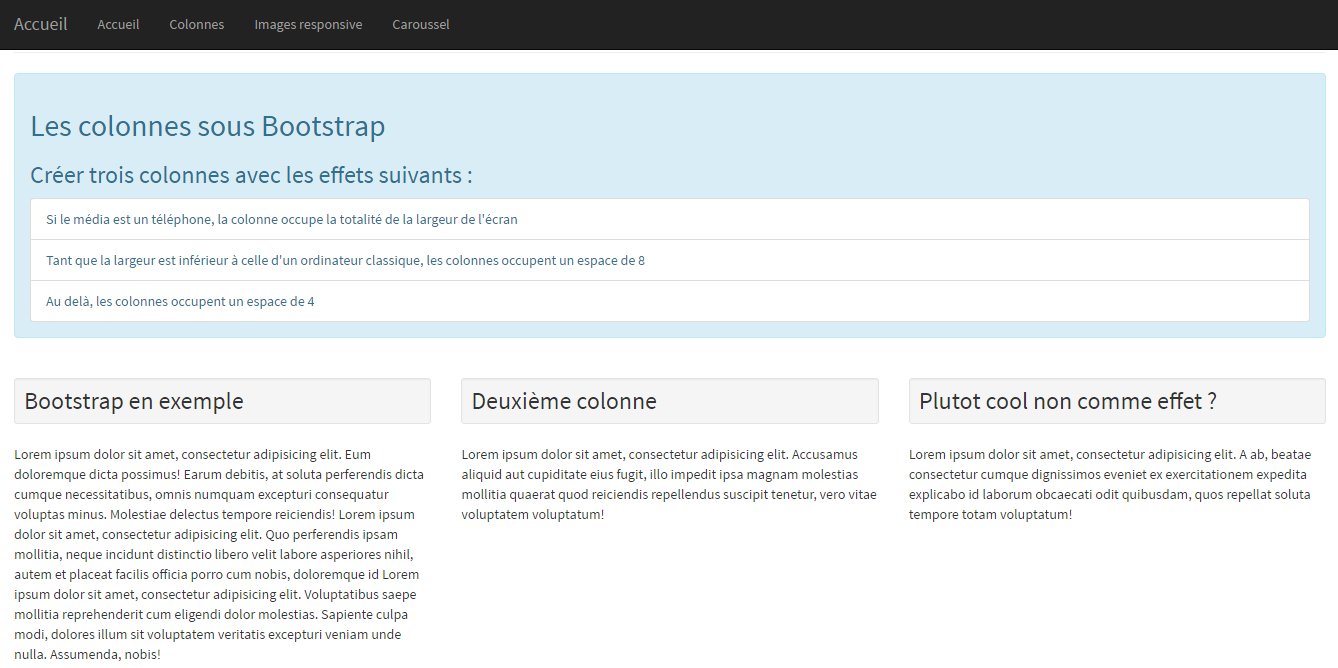 Accueil Accueil Colonnes Images responsive Caroussel
Les colonnes sous Bootstrap
Créer trois colonnes avec les effets suivants :
Si le média est un téléphone, la colonne occupe la totalité de la largeur de l'écran
Tant que la largeur est inférieur à celle d'un ordinateur classique, les colonnes occupent un espace de 8
Au delà, les colonnes occupent un espace de 4
Bootstrap en exemple
Lorem ipsum dolor sit amet, consectetur adipisicing elit. Eum
doloremque dicta possimus! Earum debitis, at soluta perferendis dicta
cumque necessitatibus, omnis numquam excepturi consequatur
voluptas minus. Molestiae delectus tempore reiciendis! Lorem ipsum
dolor sit amet, consectetur adipisicing elit. Quo perferendis ipsam
mollitia, neque incidunt distinctio libero velit labore asperiores nihil,
autem et placeat facilis officia porro cum nobis, doloremque id Lorem
ipsum dolor sit amet, consectetur adipisicing elit. Voluptatibus saepe
mollitia reprehenderit cum eligendi dolor molestias. Sapiente culpa
modi, dolores illum sit voluptatem veritatis excepturi veniam unde
nulla. Assumenda, nobis!
Deuxième colonne
Lorem ipsum dolor sit amet, consectetur adipisicing elit. Accusamus
aliquid aut cupiditate eius fugit, illo impedit ipsa magnam molestias
mollitia quaerat quod reiciendis repellendus suscipit tenetur, vero vitae
voluptatem voluptatum!
Plutot cool non comme effet ?
Lorem ipsum dolor sit amet, consectetur adipisicing elit. A ab, beatae
consectetur cumque dignissimos eveniet ex exercitationem expedita
explicabo id laborum obcaecati odit quibusdam, quos repellat soluta
tempore totam voluptatum!